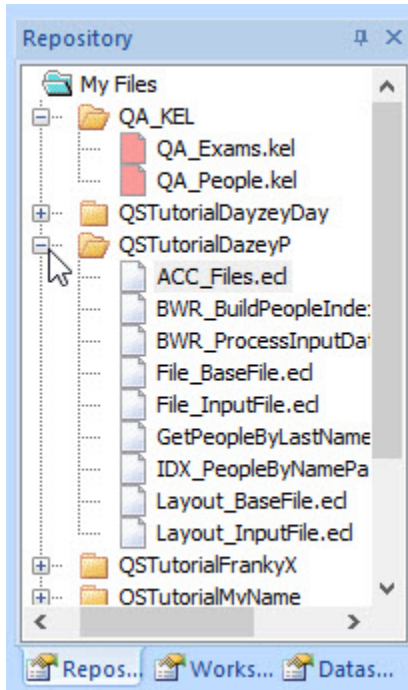 Repository
My Files
QA_KEL
QA_Exams.kel
QA_People.kel
QSTutorialDayzeyDay
QSTutorialDazeyP
ACC_Files.ecl
BWR_BuildPeopleInde
BWR_ProcessInputDa
File_BaseFile.ecl
File_InputFile.ecl
GetPeopleByLastName
IDX_PeopleByNamePa
Layout_BaseFile.ecl
Layout_InputFile.ecl
QSTutorialFrankyX
QSTutorialMyName
Repos... Works... Datas...